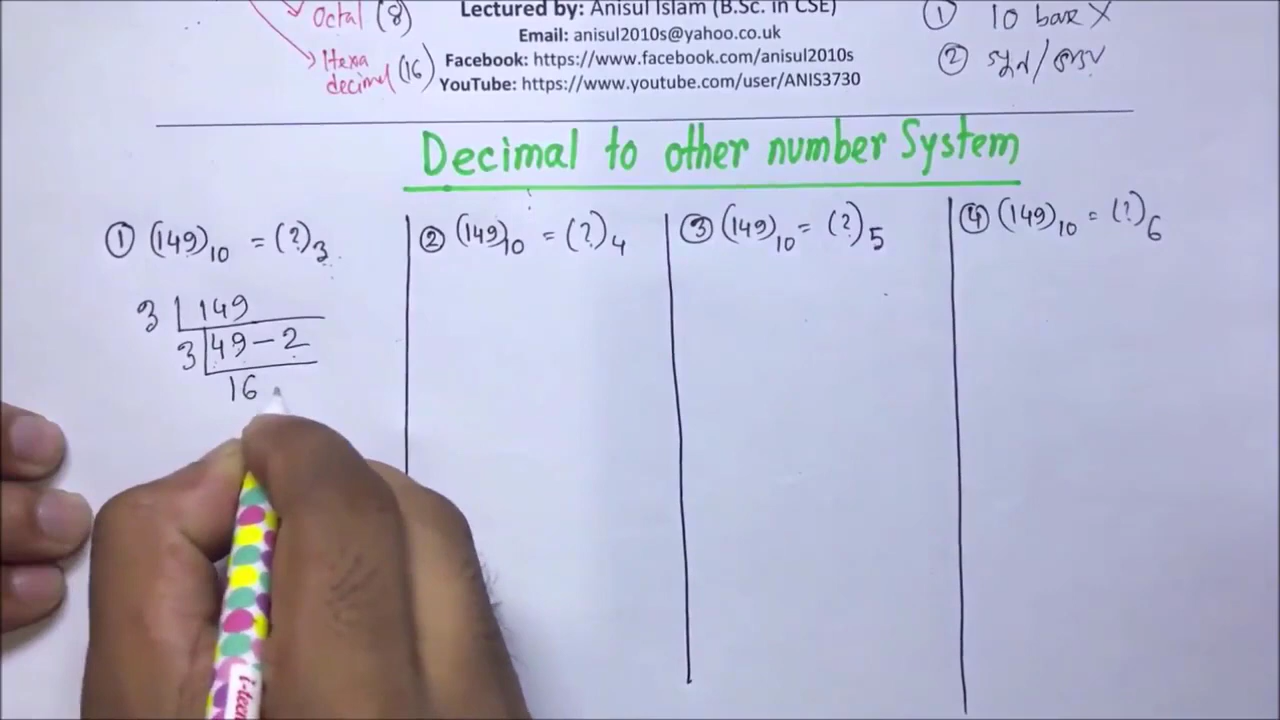 Octal (8)
Hexa
decimal (16)
Lectured by: Anisul Islam (B.Sc. in CSE)
Email: anisul2010s@yahoo.co.uk
Facebook: https://www.facebook.com/anisul2010s
YouTube: https://www.youtube.com/user/ANIS3730
① 10 base X
②
Decimal to other number System
① (149)₁₀ = (?)₃
3 149
3 49 – 2
16
② (149)₁₀ = (?)₄
③ (149)₁₀ = (?)₅
④ (149)₁₀ = (?)₆
i-teen